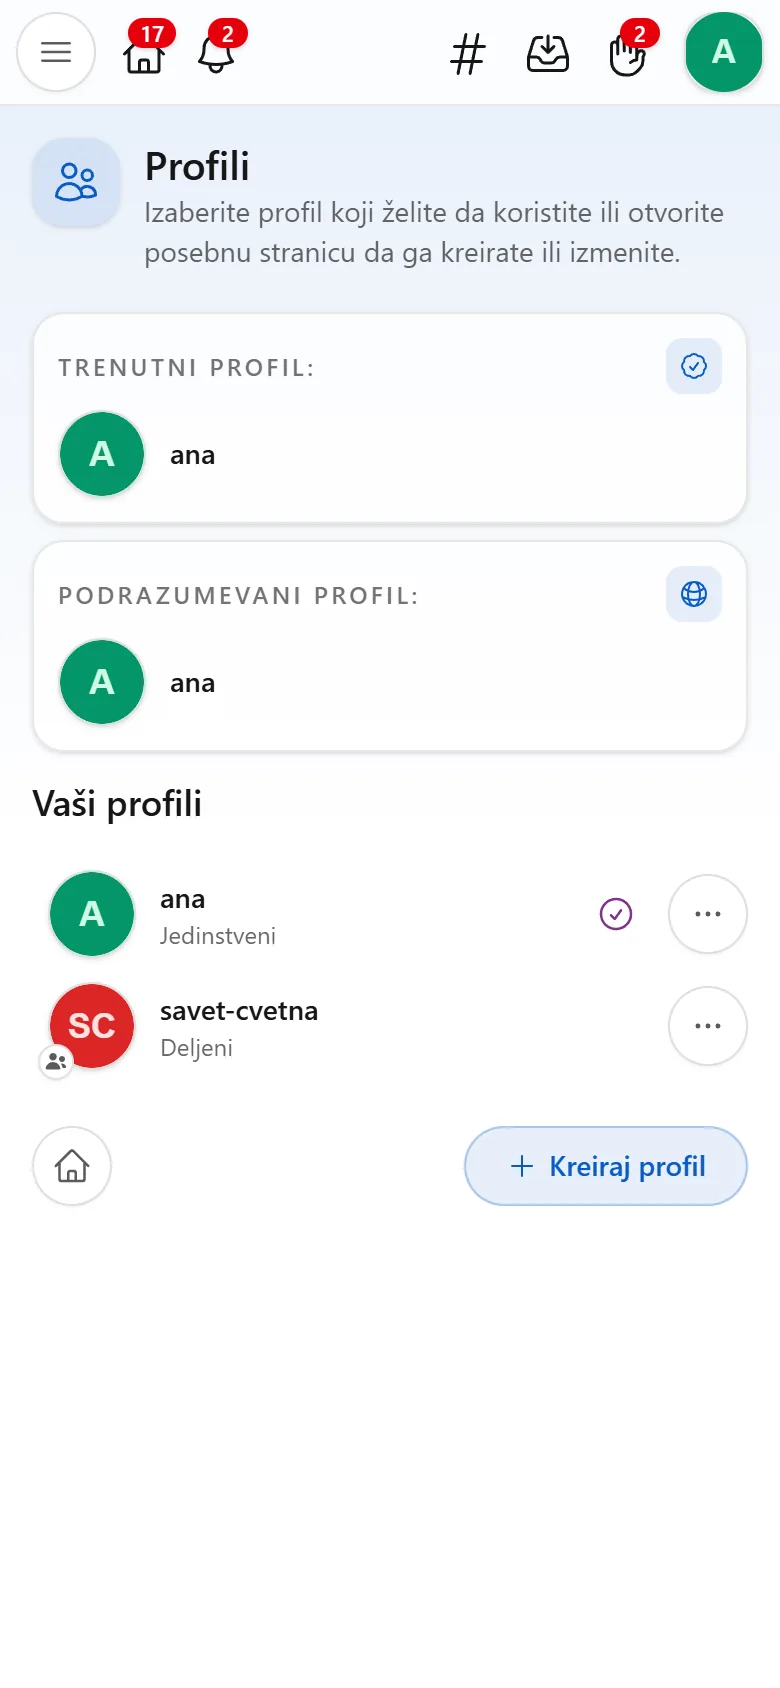 17
2
2
A
Profili
Izaberite profil koji želite da koristite ili otvorite
posebnu stranicu da ga kreirate ili izmenite.
TRENUTNI PROFIL:
A
ana
PODRAZUMEVANI PROFIL:
A
ana
Vaši profili
A
ana
Jedinstveni
SC
savet-cvetna
Deljeni
Kreiraj profil